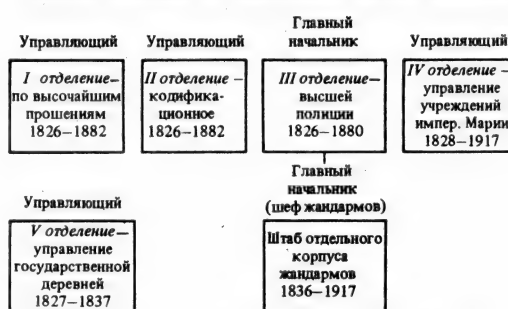 Управляющий
I отделение—
по высочайшим
прошениям
1826—1882
Управляющий
II отделение —
кодифика-
ционное
1826—1882
Главный
начальник
III отделение—
высшей
полиции
1826—1880
Управляющий
IV отделение —
управление
учреждений
импер. Марии
1828—1917
Управляющий
V отделение—
управление
государственной
деревней
1827—1837
Главный
начальник
(шеф жандармов)
Штаб отдельного
корпуса
жандармов
1836—1917